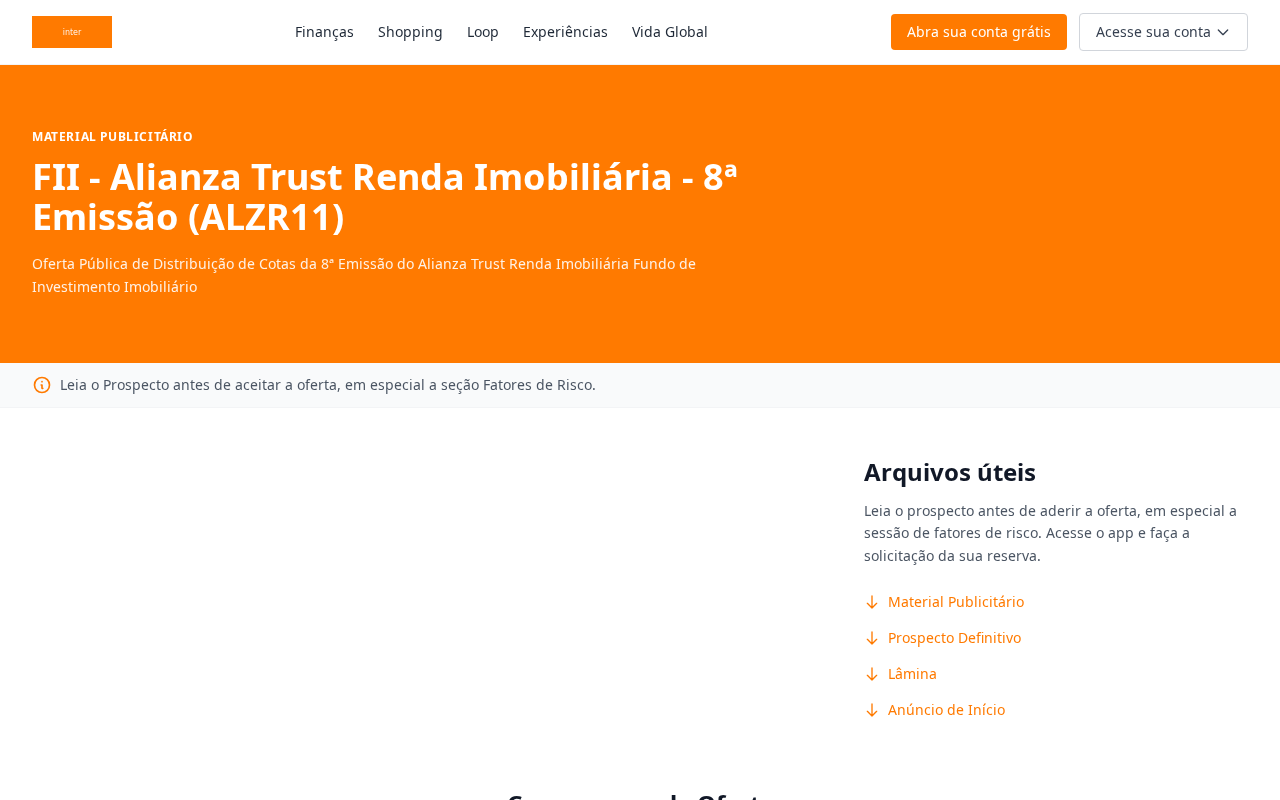 inter
Finanças
Shopping
Loop
Experiências
Vida Global
Abra sua conta grátis
Acesse sua conta
MATERIAL PUBLICITÁRIO
FII - Alianza Trust Renda Imobiliária - 8ª
Emissão (ALZR11)
Oferta Pública de Distribuição de Cotas da 8ª Emissão do Alianza Trust Renda Imobiliária Fundo de
Investimento Imobiliário
Leia o Prospecto antes de aceitar a oferta, em especial a seção Fatores de Risco.
Arquivos úteis
Leia o prospecto antes de aderir a oferta, em especial a
sessão de fatores de risco. Acesse o app e faça a
solicitação da sua reserva.
Material Publicitário
Prospecto Definitivo
Lâmina
Anúncio de Início